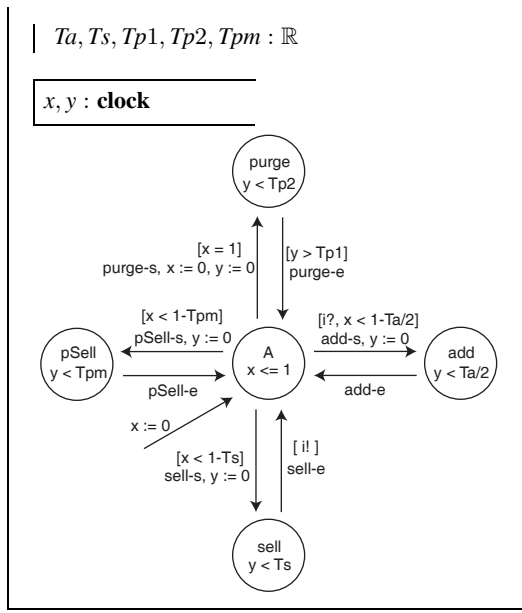 Ta, Ts, Tp1, Tp2, Tpm : ℝ
x, y : clock
purge
y < Tp2
[x = 1]
purge-s, x := 0, y := 0
[y > Tp1]
purge-e
[x < 1-Tpm]
pSell-s, y := 0
[i?, x < 1-Ta/2]
add-s, y := 0
pSell
y < Tpm
A
x <= 1
add
y < Ta/2
pSell-e
add-e
x := 0
[x < 1-Ts]
sell-s, y := 0
[ i! ]
sell-e
sell
y < Ts